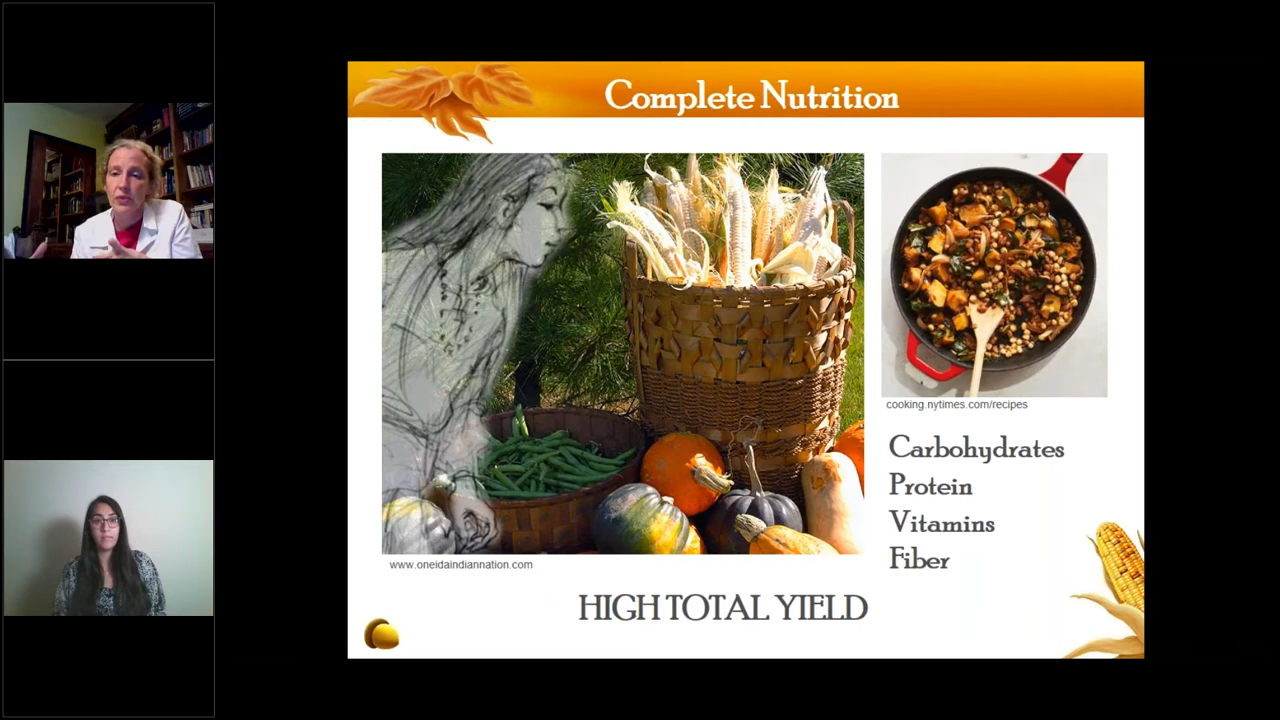 Complete Nutrition
cooking.nytimes.com/recipes
Carbohydrates
Protein
Vitamins
Fiber
www.oneidaindiannation.com
HIGH TOTAL YIELD